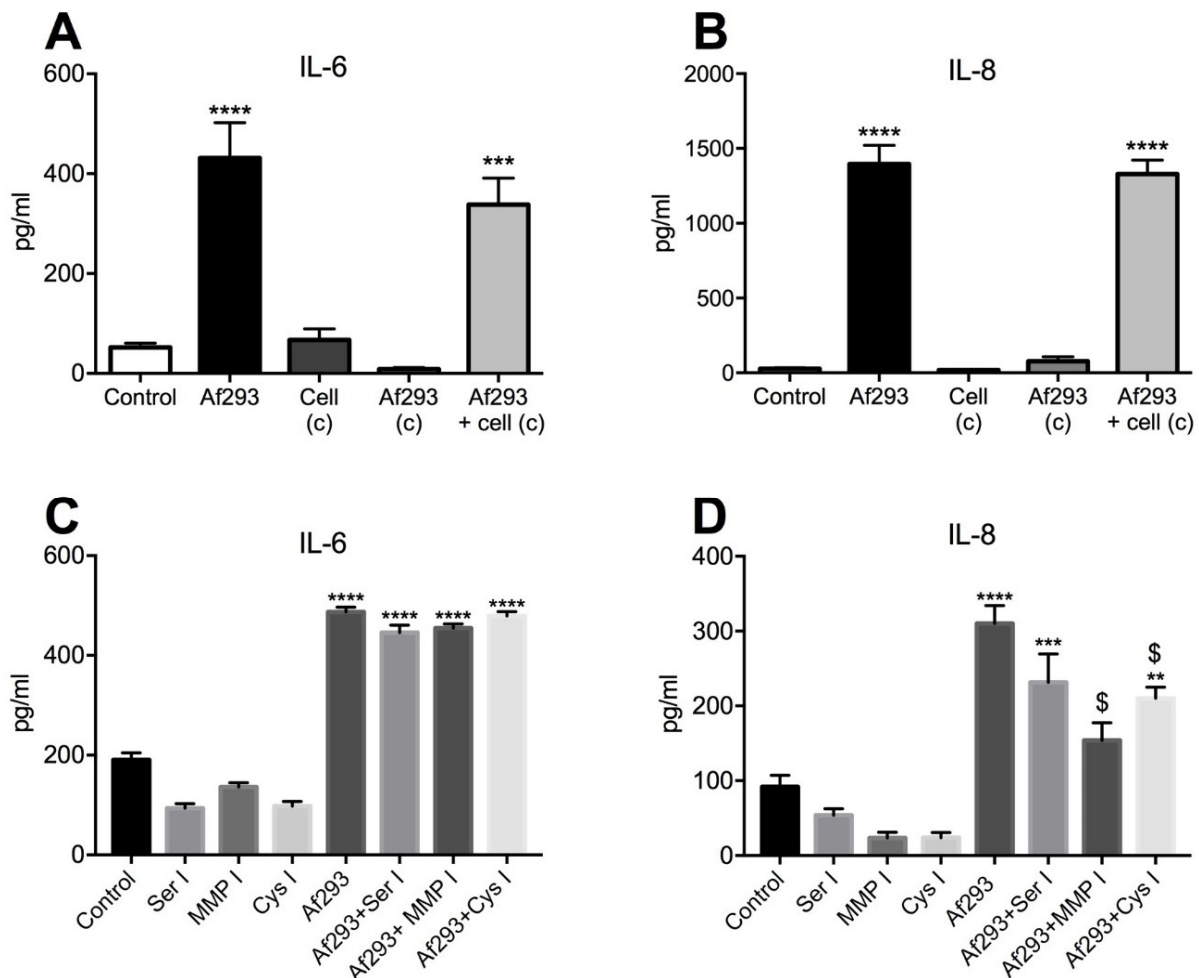 A
IL-6
pg/ml
600
400
200
0
****
***
Control
Af293
Cell
(c)
Af293
(c)
Af293
+ cell (c)
B
IL-8
pg/ml
2000
1500
1000
500
0
****
****
Control
Af293
Cell
(c)
Af293
(c)
Af293
+ cell (c)
C
IL-6
pg/ml
600
400
200
0
****
****
****
****
Control
Ser I
MMP I
Cys I
Af293
Af293+Ser I
Af293+ MMP I
Af293+Cys I
D
IL-8
pg/ml
400
300
200
100
0
****
***
$
$
**
Control
Ser I
MMP I
Cys I
Af293
Af293+Ser I
Af293+MMP I
Af293+Cys I